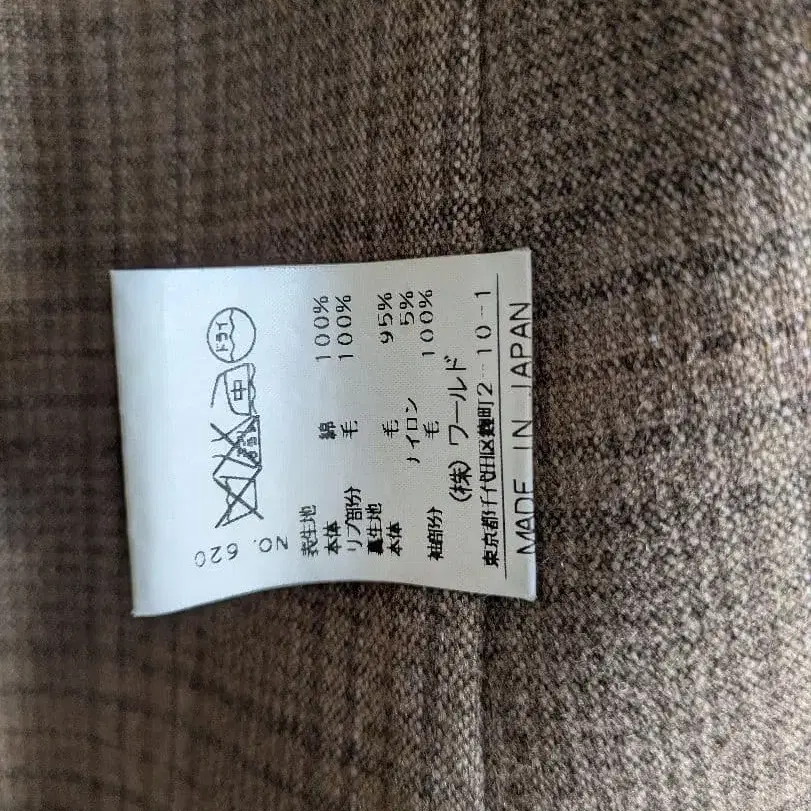 中 ドライ
NO. 620
表生地
本体 綿 100%
リブ部分 毛 100%
裏生地
本体 毛 95%
ナイロン 5%
袖部分 毛 100%
(株)ワールド
東京都千代田区麹町2-10-1
MADE IN JAPAN